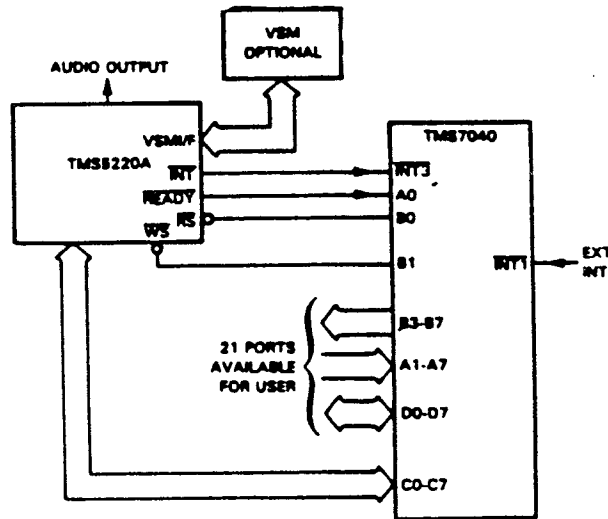 VSM
OPTIONAL
AUDIO OUTPUT
VSMI/F
TMS5220A
INT
READY
RS
WS
TMS7040
INT3
A0
B0
B1
INT1
EXT
INT
B3-B7
21 PORTS
AVAILABLE
FOR USER
A1-A7
D0-D7
C0-C7